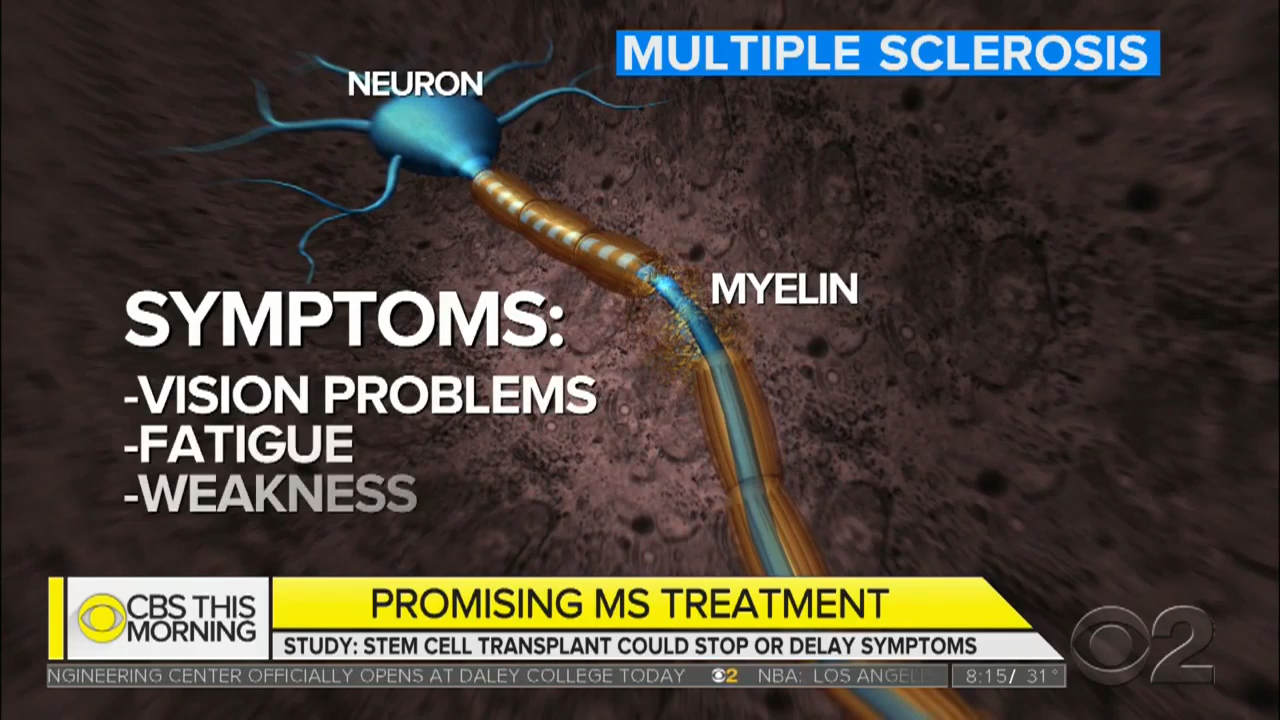 MULTIPLE SCLEROSIS
NEURON
MYELIN
SYMPTOMS:
-VISION PROBLEMS
-FATIGUE
-WEAKNESS
CBS THIS
MORNING
PROMISING MS TREATMENT
STUDY: STEM CELL TRANSPLANT COULD STOP OR DELAY SYMPTOMS
2
NGINEERING CENTER OFFICIALLY OPENS AT DALEY COLLEGE TODAY 2 NBA: LOS ANGEL 8:15/ 31°